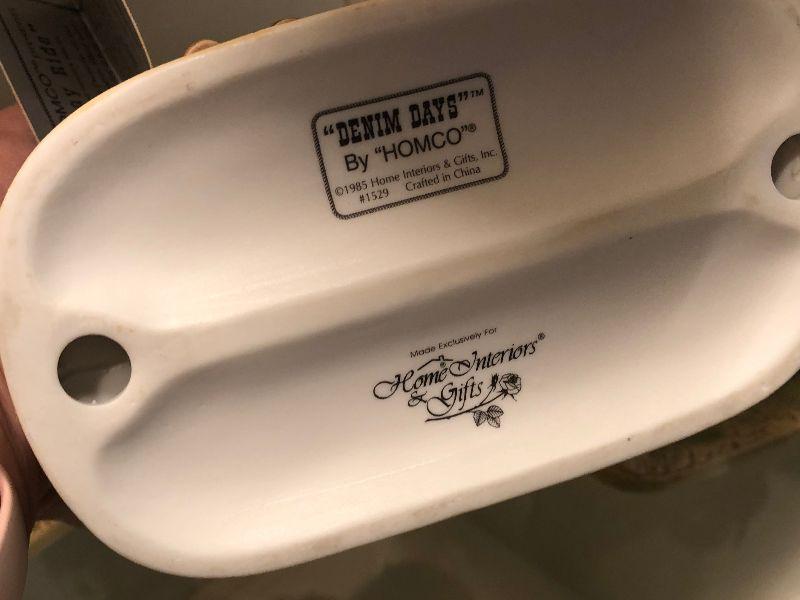 "DENIM DAYS"™
By "HOMCO"®
©1985 Home Interiors & Gifts, Inc.
#1529 Crafted in China
Made Exclusively For
Home Interiors®
& Gifts
HOMCO